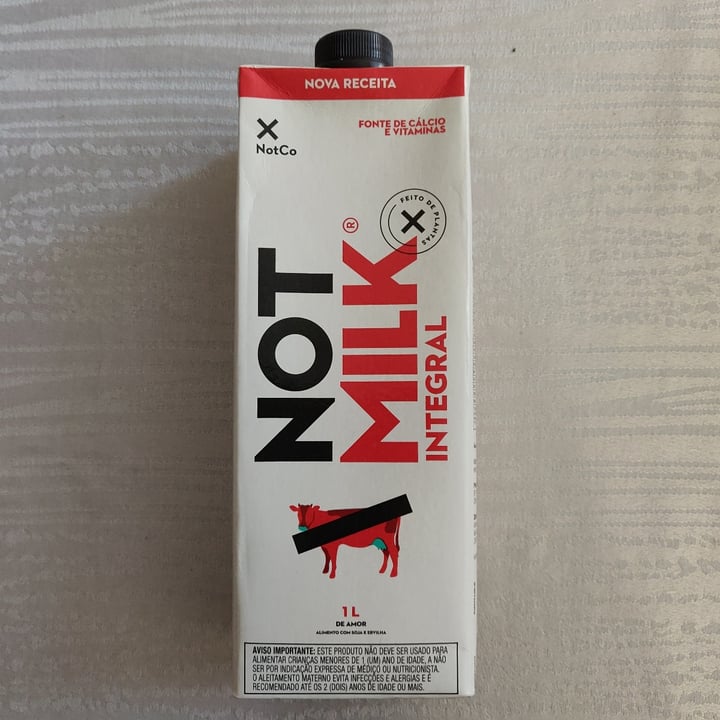 NOVA RECEITA
NotCo
FONTE DE CÁLCIO
E VITAMINAS
FEITO DE PLANTAS
NOT
MILK®
INTEGRAL
1 L
DE AMOR
ALIMENTO COM SOJA E ERVILHA
AVISO IMPORTANTE: ESTE PRODUTO NÃO DEVE SER USADO PARA
ALIMENTAR CRIANÇAS MENORES DE 1 (UM) ANO DE IDADE, A NÃO
SER POR INDICAÇÃO EXPRESSA DE MÉDICO OU NUTRICIONISTA.
O ALEITAMENTO MATERNO EVITA INFECÇÕES E ALERGIAS E É
RECOMENDADO ATÉ OS 2 (DOIS) ANOS DE IDADE OU MAIS.